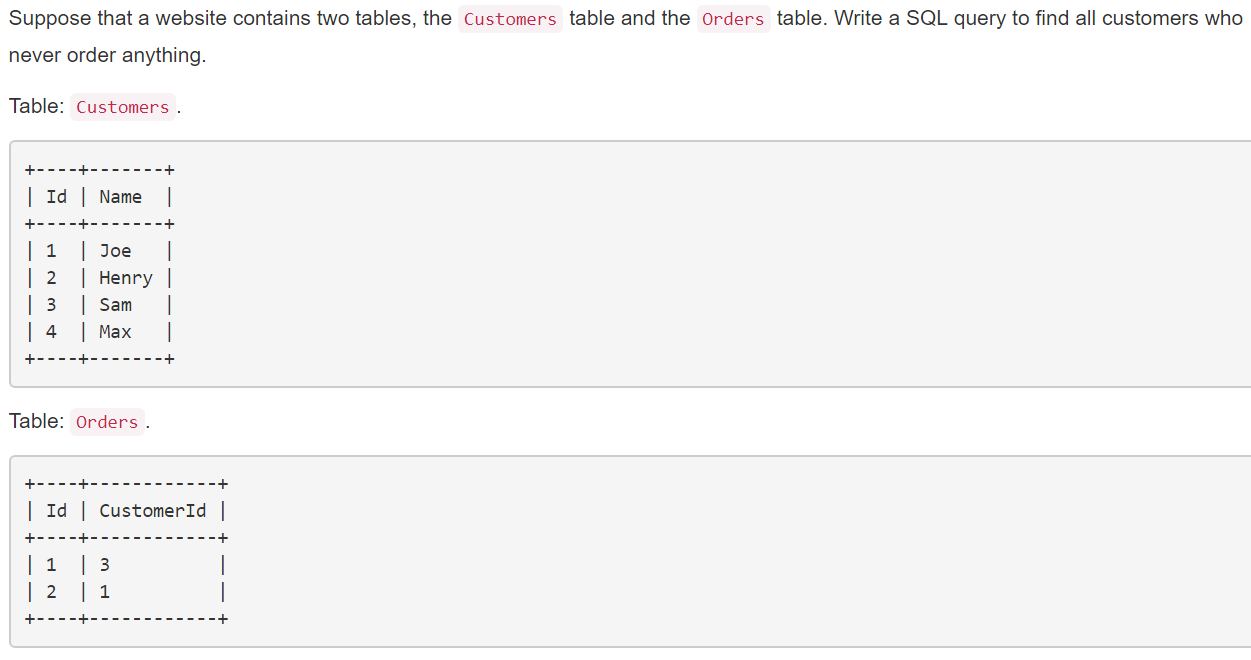 Suppose that a website contains two tables, the Customers table and the Orders table. Write a SQL query to find all customers who
never order anything.
Table: Customers.
+----+-------+
| Id | Name  |
+----+-------+
| 1  | Joe   |
| 2  | Henry |
| 3  | Sam   |
| 4  | Max   |
+----+-------+
Table: Orders.
+----+------------+
| Id | CustomerId |
+----+------------+
| 1  | 3          |
| 2  | 1          |
+----+------------+